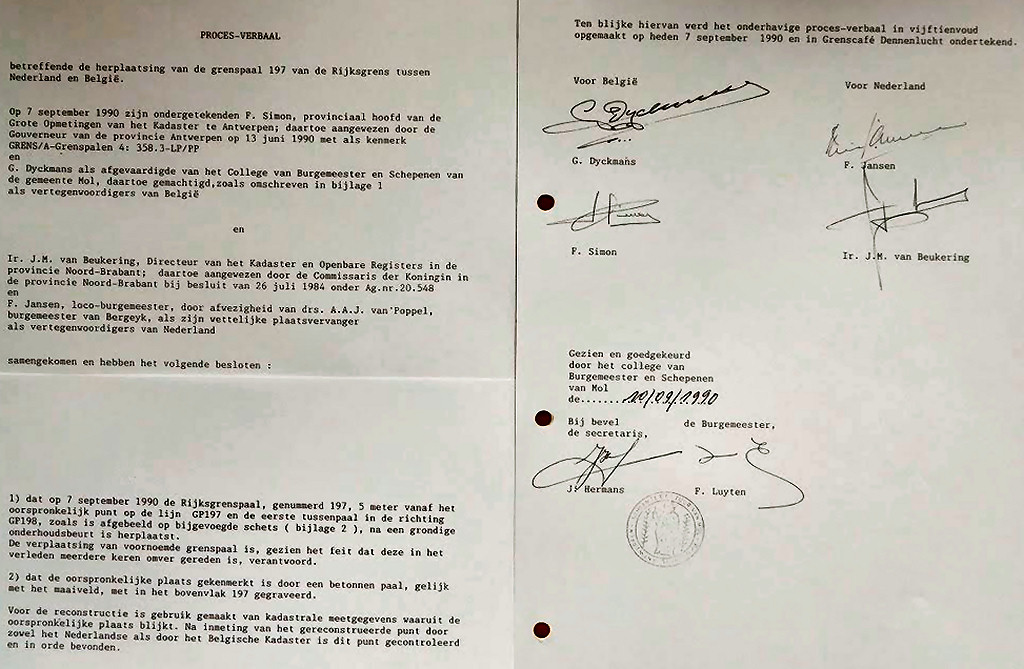 PROCES-VERBAAL
betreffende de herplaatsing van de grenspaal 197 van de Rijksgrens tussen
Nederland en België.
Op 7 september 1990 zijn ondergetekenden F. Simon, provinciaal hoofd van de
Grote Opmetingen van het Kadaster te Antwerpen; daartoe aangewezen door de
Gouverneur van de provincie Antwerpen op 13 juni 1990 met als kenmerk
GRENS/A-Grenspalen 4: 358.3-LP/PP
en
G. Dyckmans als afgevaardigde van het College van Burgemeester en Schepenen van
de gemeente Mol, daartoe gemachtigd,zoals omschreven in bijlage 1
als vertegenwoordigers van België
en
Ir. J.M. van Beukering, Directeur van het Kadaster en Openbare Registers in de
provincie Noord-Brabant; daartoe aangewezen door de Commissaris der Koningin in
de provincie Noord-Brabant bij besluit van 26 juli 1984 onder Ag.nr.20.548
en
F. Jansen, loco-burgemeester, door afwezigheid van drs. A.A.J. van Poppel,
burgemeester van Bergeyk, als zijn wettelijke plaatsvervanger
als vertegenwoordigers van Nederland
samengekomen en hebben het volgende besloten :
1) dat op 7 september 1990 de Rijksgrenspaal, genummerd 197, 5 meter vanaf het
oorspronkelijk punt op de lijn GP197 en de eerste tussenpaal in de richting
GP198, zoals is afgebeeld op bijgevoegde schets ( bijlage 2 ), na een grondige
onderhoudsbeurt is herplaatst.
De verplaatsing van voornoemde grenspaal is, gezien het feit dat deze in het
verleden meerdere keren omver gereden is, verantwoord.
2) dat de oorspronkelijke plaats gekenmerkt is door een betonnen paal, gelijk
met het maaiveld, met in het bovenvlak 197 gegraveerd.
Voor de reconstructie is gebruik gemaakt van kadastrale meetgegevens waaruit de
oorspronkelijke plaats blijkt. Na inmeting van het gereconstrueerde punt door
zowel het Nederlandse als door het Belgische Kadaster is dit punt gecontroleerd
en in orde bevonden.
Ten blijke hiervan werd het onderhavige proces-verbaal in vijftienvoud
opgemaakt op heden 7 september 1990 en in Grenscafé Dennenlucht ondertekend.
Voor België
Voor Nederland
G. Dyckmans
F. Jansen
F. Simon
Ir. J.M. van Beukering
Gezien en goedgekeurd
door het college van
Burgemeester en Schepenen
van Mol
de....... 10/09/1990
Bij bevel de Burgemeester,
de secretaris,
J. Hermans F. Luyten